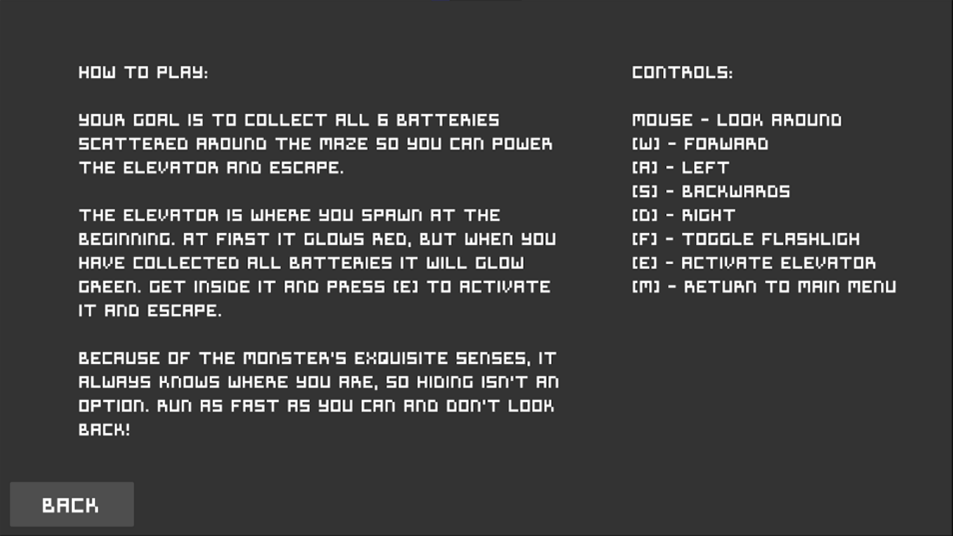 HOW TO PLAY:
YOUR GOAL IS TO COLLECT ALL 6 BATTERIES
SCATTERED AROUND THE MAZE SO YOU CAN POWER
THE ELEVATOR AND ESCAPE.
THE ELEVATOR IS WHERE YOU SPAWN AT THE
BEGINNING. AT FIRST IT GLOWS RED, BUT WHEN YOU
HAVE COLLECTED ALL BATTERIES IT WILL GLOW
GREEN. GET INSIDE IT AND PRESS [E] TO ACTIVATE
IT AND ESCAPE.
BECAUSE OF THE MONSTER'S EXQUISITE SENSES, IT
ALWAYS KNOWS WHERE YOU ARE, SO HIDING ISN'T AN
OPTION. RUN AS FAST AS YOU CAN AND DON'T LOOK
BACK!
CONTROLS:
MOUSE - LOOK AROUND
[W] - FORWARD
[A] - LEFT
[S] - BACKWARDS
[D] - RIGHT
[F] - TOGGLE FLASHLIGH
[E] - ACTIVATE ELEVATOR
[M] - RETURN TO MAIN MENU
BACK